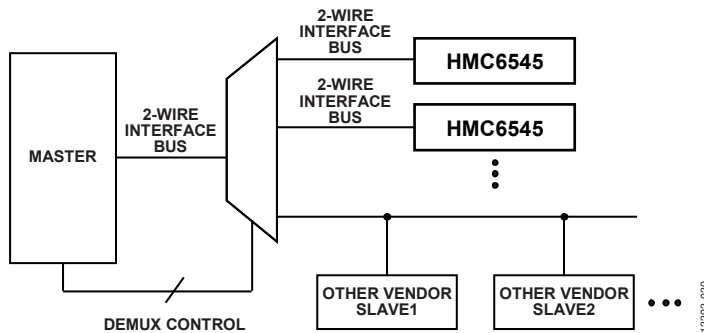 2-WIRE
INTERFACE
BUS
HMC6545
2-WIRE
INTERFACE
BUS
HMC6545
2-WIRE
INTERFACE
BUS
MASTER
OTHER VENDOR
SLAVE1
OTHER VENDOR
SLAVE2
DEMUX CONTROL